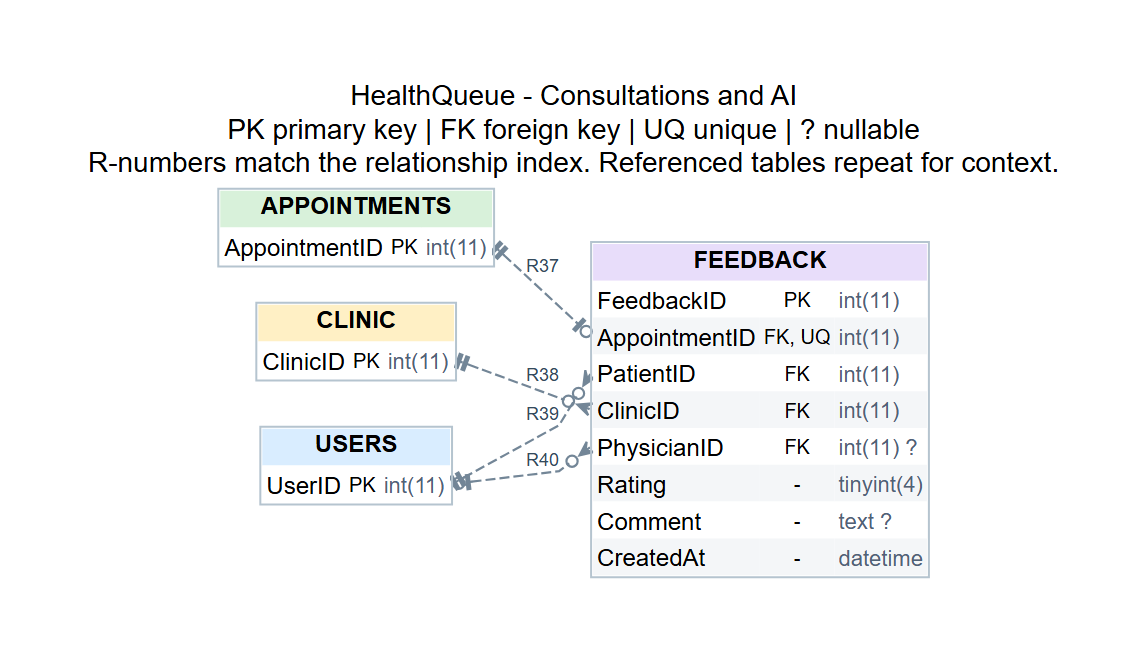 HealthQueue - Consultations and AI
PK primary key | FK foreign key | UQ unique | ? nullable
R-numbers match the relationship index. Referenced tables repeat for context.
APPOINTMENTS
AppointmentID PK int(11)
CLINIC
ClinicID PK int(11)
USERS
UserID PK int(11)
R37
R38
R39
R40
FEEDBACK
FeedbackID PK int(11)
AppointmentID FK, UQ int(11)
PatientID FK int(11)
ClinicID FK int(11)
PhysicianID FK int(11) ?
Rating - tinyint(4)
Comment - text ?
CreatedAt - datetime